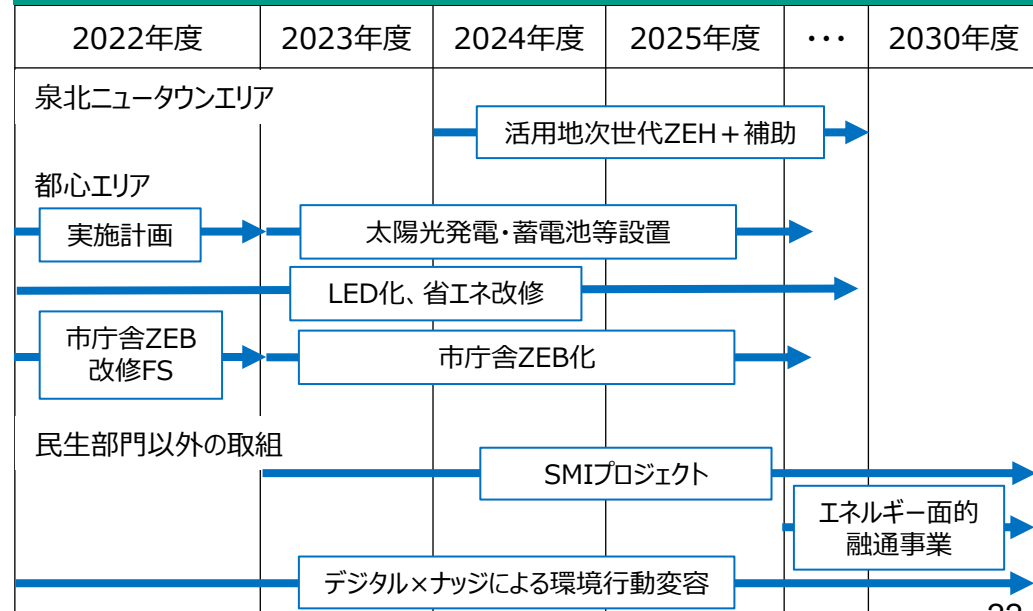 2022年度 2023年度 2024年度 2025年度 ・・・ 2030年度
泉北ニュータウンエリア
活用地次世代ZEH＋補助
都心エリア
実施計画
太陽光発電・蓄電池等設置
LED化、省エネ改修
市庁舎ZEB
改修FS
市庁舎ZEB化
民生部門以外の取組
SMIプロジェクト
エネルギー面的
融通事業
デジタル×ナッジによる環境行動変容